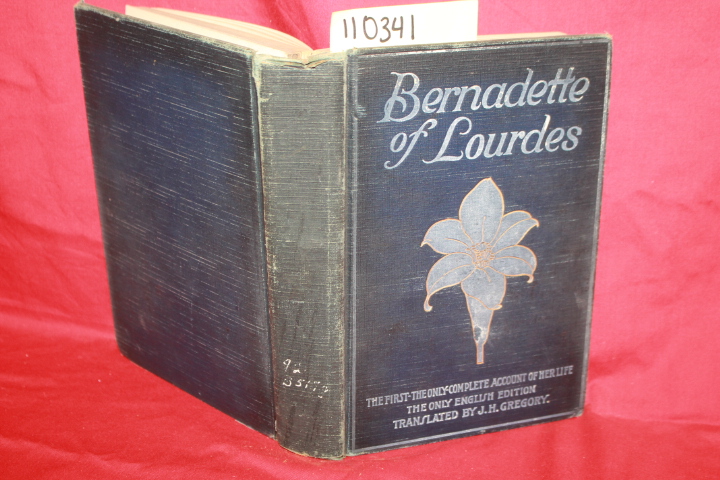 110341
Bernadette
of Lourdes
THE FIRST-THE ONLY-COMPLETE ACCOUNT OF HER LIFE
THE ONLY ENGLISH EDITION
TRANSLATED BY J.H. GREGORY.
92